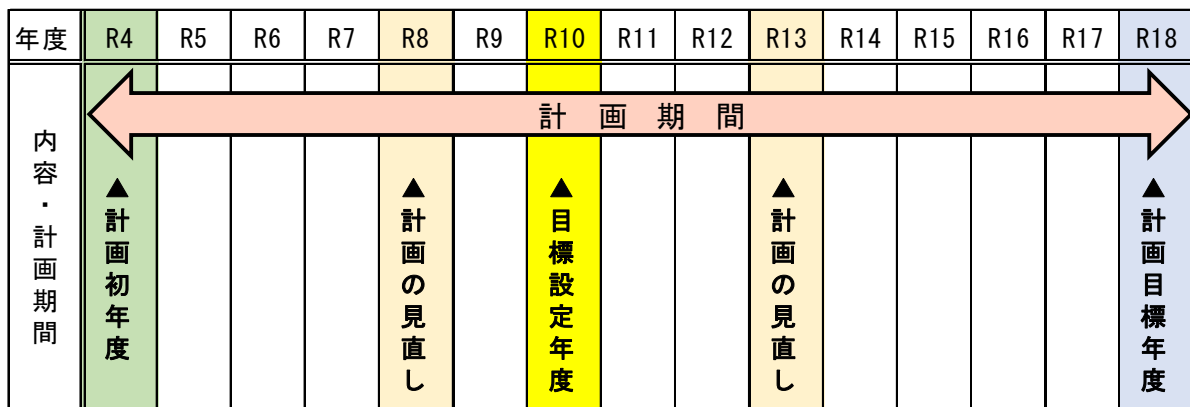 年度 R4 R5 R6 R7 R8 R9 R10 R11 R12 R13 R14 R15 R16 R17 R18
計画期間
内容・計画期間
▲計画初年度
▲計画の見直し
▲目標設定年度
▲計画の見直し
▲計画目標年度